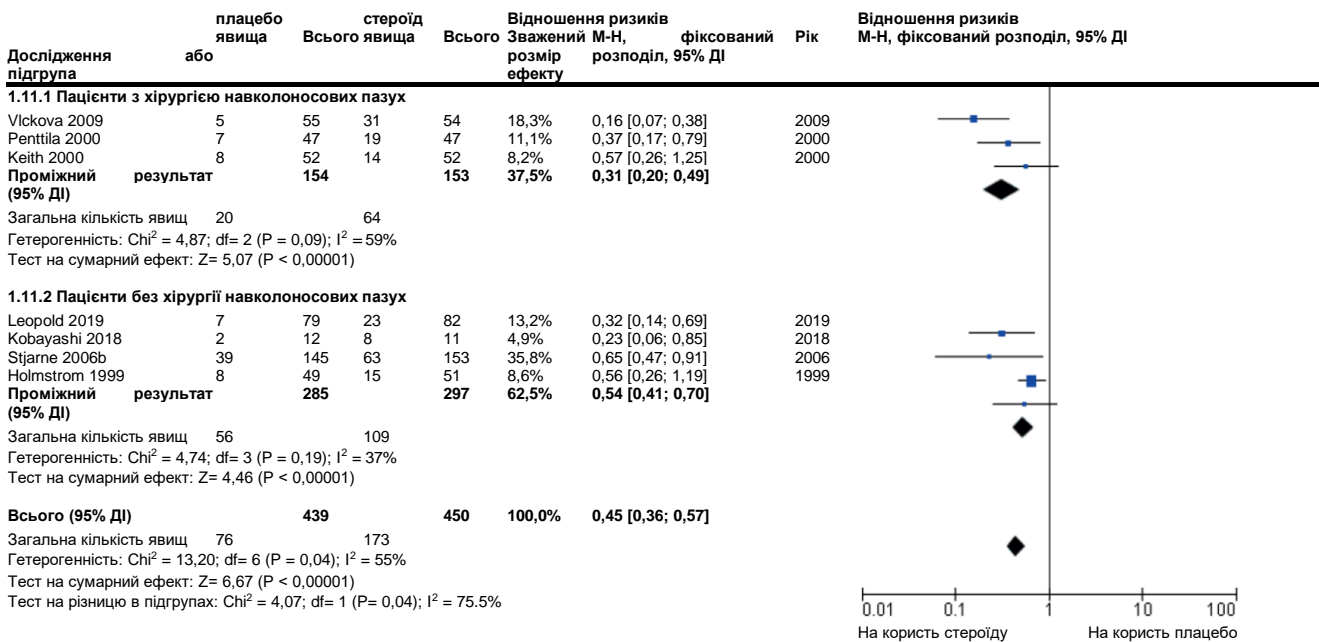 плацебо стероїд Відношення ризиків Відношення ризиків
явища Всього явища Всього Зважений М-Н, фіксований Рік М-Н, фіксований розподіл, 95% ДІ
Дослідження або розмір розподіл, 95% ДІ
підгрупа ефекту
1.11.1 Пацієнти з хірургією навколоносових пазух
Vlckova 2009 5 55 31 54 18,3% 0,16 [0,07; 0,38] 2009
Penttila 2000 7 47 19 47 11,1% 0,37 [0,17; 0,79] 2000
Keith 2000 8 52 14 52 8,2% 0,57 [0,26; 1,25] 2000
Проміжний результат 154 153 37,5% 0,31 [0,20; 0,49]
(95% ДІ)
Загальна кількість явищ 20 64
Гетерогенність: Chi² = 4,87; df= 2 (P = 0,09); I² = 59%
Тест на сумарний ефект: Z= 5,07 (P < 0,00001)
1.11.2 Пацієнти без хірургії навколоносових пазух
Leopold 2019 7 79 23 82 13,2% 0,32 [0,14; 0,69] 2019
Kobayashi 2018 2 12 8 11 4,9% 0,23 [0,06; 0,85] 2018
Stjarne 2006b 39 145 63 153 35,8% 0,65 [0,47; 0,91] 2006
Holmstrom 1999 8 49 15 51 8,6% 0,56 [0,26; 1,19] 1999
Проміжний результат 285 297 62,5% 0,54 [0,41; 0,70]
(95% ДІ)
Загальна кількість явищ 56 109
Гетерогенність: Chi² = 4,74; df= 3 (P = 0,19); I² = 37%
Тест на сумарний ефект: Z= 4,46 (P < 0,00001)
Всього (95% ДІ) 439 450 100,0% 0,45 [0,36; 0,57]
Загальна кількість явищ 76 173
Гетерогенність: Chi² = 13,20; df= 6 (P = 0,04); I² = 55%
Тест на сумарний ефект: Z= 6,67 (P < 0,00001)
Тест на різницю в підгрупах: Chi² = 4,07; df= 1 (P= 0,04); I² = 75.5%
0.01 0.1 1 10 100
На користь стероїду На користь плацебо